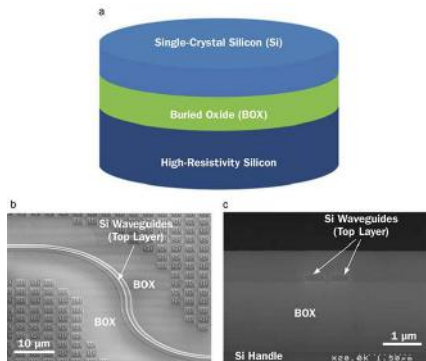 a
Single-Crystal Silicon (Si)
Buried Oxide (BOX)
High-Resistivity Silicon
b
Si Waveguides
(Top Layer)
BOX
BOX
10 μm
c
Si Waveguides
(Top Layer)
BOX
1 μm
Si Handle